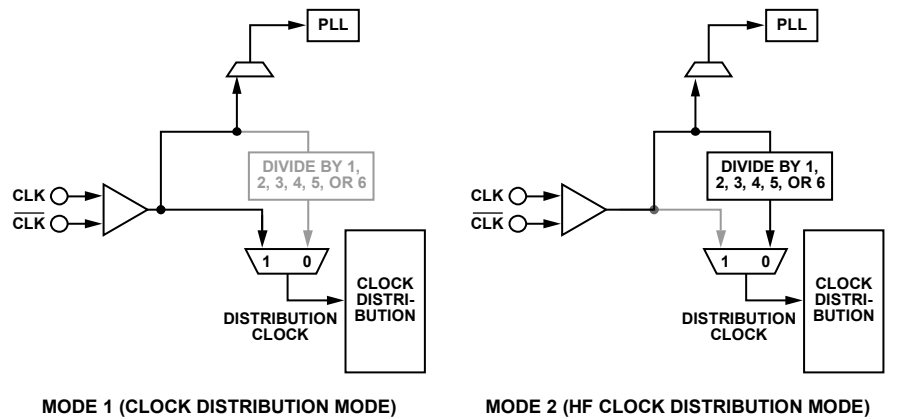 PLL
DIVIDE BY 1,
2, 3, 4, 5, OR 6
CLK
C̅L̅K̅
1 0
DISTRIBUTION
CLOCK
CLOCK
DISTRI-
BUTION
MODE 1 (CLOCK DISTRIBUTION MODE)
PLL
DIVIDE BY 1,
2, 3, 4, 5, OR 6
CLK
C̅L̅K̅
1 0
DISTRIBUTION
CLOCK
CLOCK
DISTRI-
BUTION
MODE 2 (HF CLOCK DISTRIBUTION MODE)